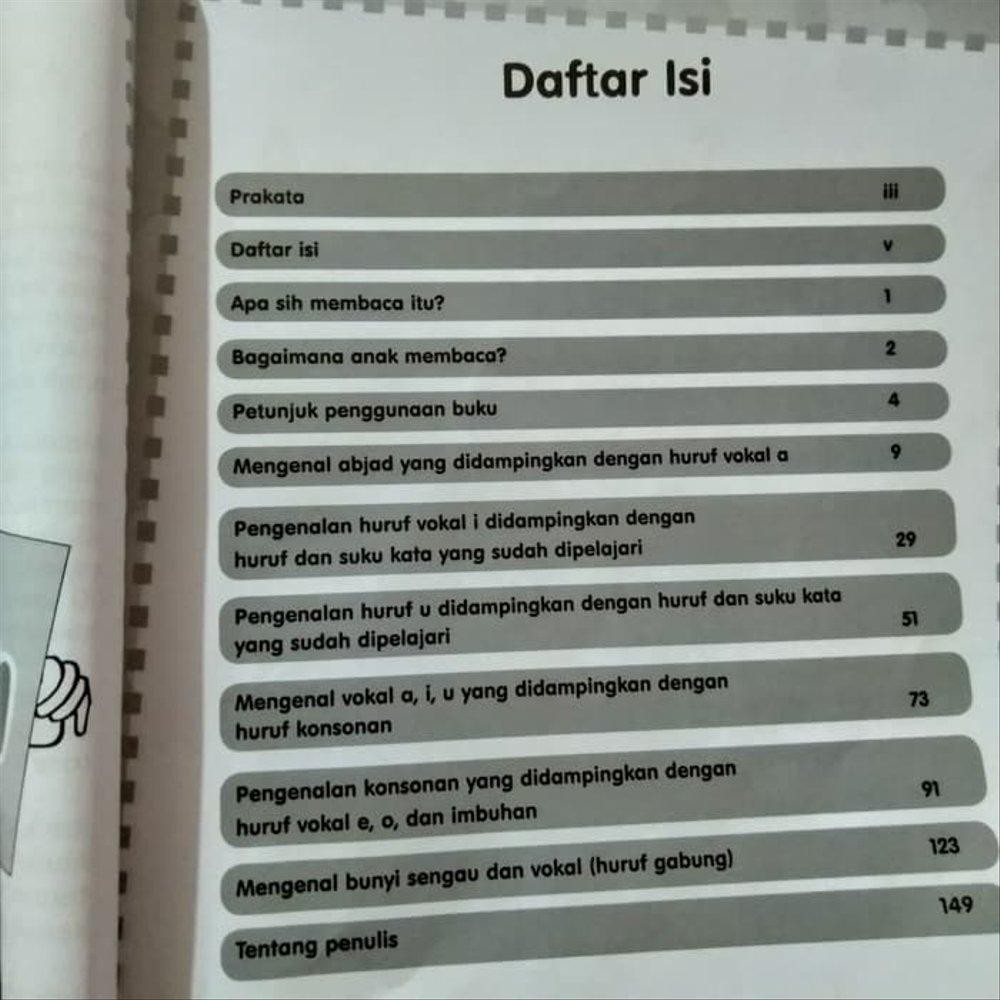 Daftar Isi
Prakata iii
Daftar isi v
Apa sih membaca itu? 1
Bagaimana anak membaca? 2
Petunjuk penggunaan buku 4
Mengenal abjad yang didampingkan dengan huruf vokal a 9
Pengenalan huruf vokal i didampingkan dengan
huruf dan suku kata yang sudah dipelajari 29
Pengenalan huruf u didampingkan dengan huruf dan suku kata
yang sudah dipelajari 51
Mengenal vokal a, i, u yang didampingkan dengan
huruf konsonan 73
Pengenalan konsonan yang didampingkan dengan
huruf vokal e, o, dan imbuhan 91
Mengenal bunyi sengau dan vokal (huruf gabung) 123
Tentang penulis 149